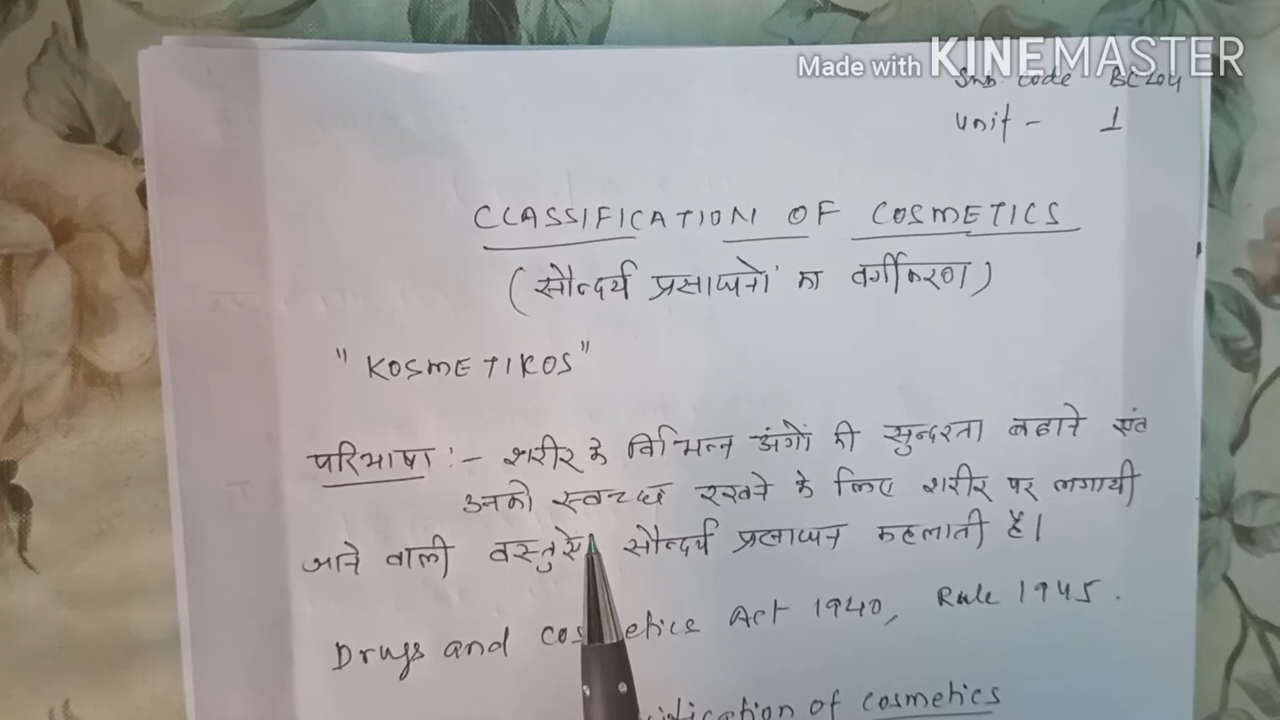 Made with KINEMASTER
Sub code BC204
Unit - 1
CLASSIFICATION OF COSMETICS
(सौन्दर्य प्रसाधनों का वर्गीकरण)
"KOSMETIKOS"
परिभाषा :- शरीर के विभिन्न अंगों की सुन्दरता बढाने एंव
उनको स्वच्छ रखने के लिए शरीर पर लगायी
जाने वाली वस्तुऐं सौन्दर्य प्रसाधन कहलाती है।
Drugs and Cosmetics Act 1940, Rule 1945.
of cosmetics